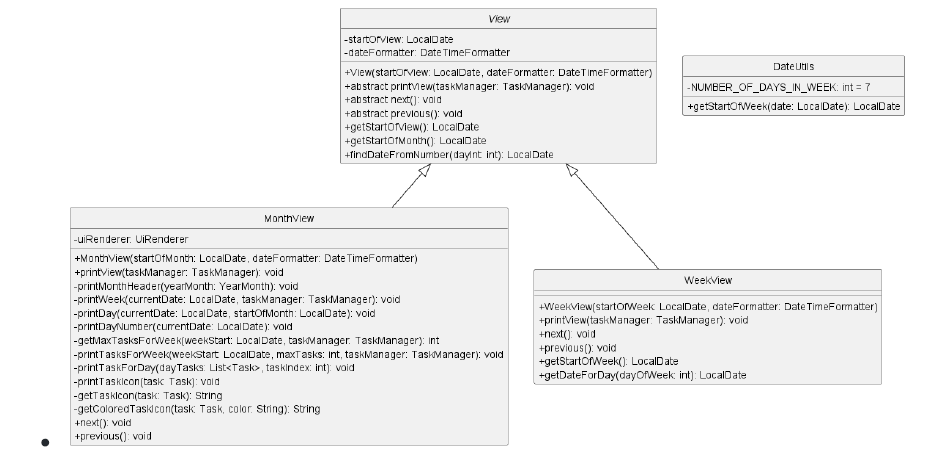 View
-startOfView: LocalDate
-dateFormatter: DateTimeFormatter
+View(startOfView: LocalDate, dateFormatter: DateTimeFormatter)
+abstract printView(taskManager: TaskManager): void
+abstract next(): void
+abstract previous(): void
+getStartOfView(): LocalDate
+getStartOfMonth(): LocalDate
+findDateFromNumber(dayInt: int): LocalDate
DateUtils
-NUMBER_OF_DAYS_IN_WEEK: int = 7
+getStartOfWeek(date: LocalDate): LocalDate
MonthView
-uiRenderer: UiRenderer
+MonthView(startOfMonth: LocalDate, dateFormatter: DateTimeFormatter)
+printView(taskManager: TaskManager): void
-printMonthHeader(yearMonth: YearMonth): void
-printWeek(currentDate: LocalDate, taskManager: TaskManager): void
-printDay(currentDate: LocalDate, startOfMonth: LocalDate): void
-printDayNumber(currentDate: LocalDate): void
-getMaxTasksForWeek(weekStart: LocalDate, taskManager: TaskManager): int
-printTasksForWeek(weekStart: LocalDate, maxTasks: int, taskManager: TaskManager): void
-printTaskForDay(dayTasks: List<Task>, taskIndex: int): void
-printTaskIcon(task: Task): void
-getTaskIcon(task: Task): String
-getColoredTaskIcon(task: Task, color: String): String
+next(): void
+previous(): void
WeekView
+WeekView(startOfWeek: LocalDate, dateFormatter: DateTimeFormatter)
+printView(taskManager: TaskManager): void
+next(): void
+previous(): void
+getStartOfWeek(): LocalDate
+getDateForDay(dayOfWeek: int): LocalDate